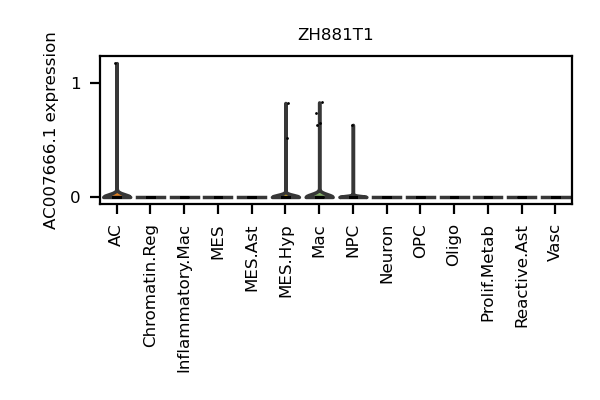 ZH881T1
AC007666.1 expression
1
0
AC
Chromatin.Reg
Inflammatory.Mac
MES
MES.Ast
MES.Hyp
Mac
NPC
Neuron
OPC
Oligo
Prolif.Metab
Reactive.Ast
Vasc